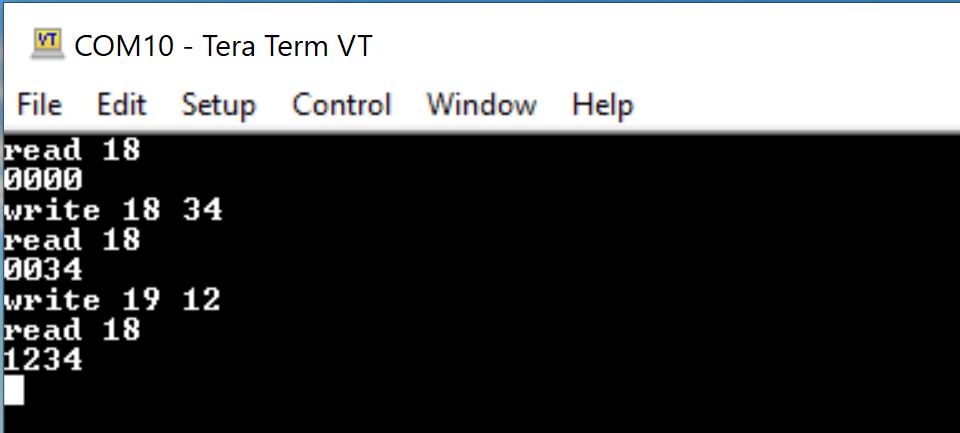 VT COM10 - Tera Term VT
File Edit Setup Control Window Help
read 18
0000
write 18 34
read 18
0034
write 19 12
read 18
1234